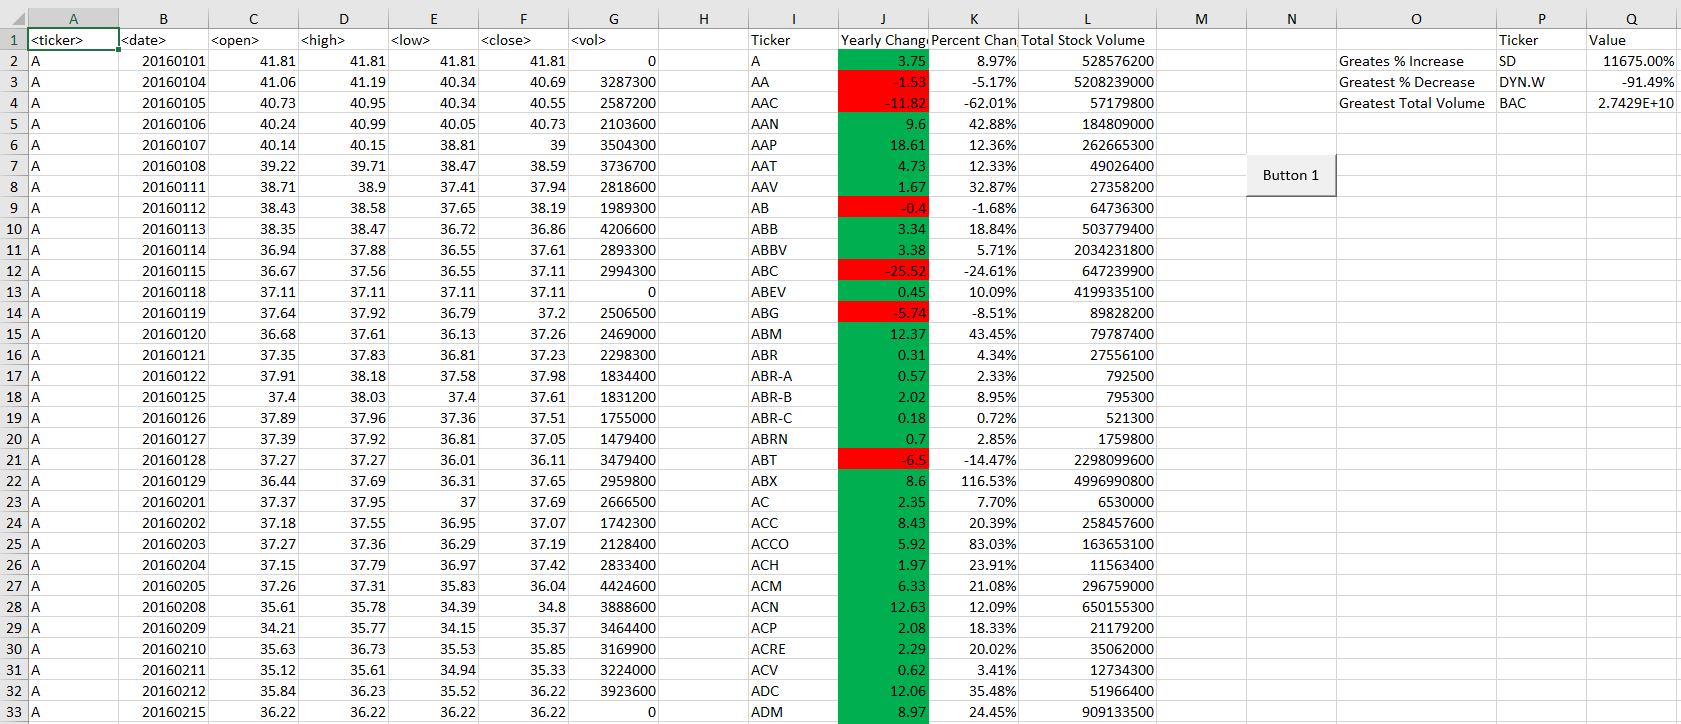 A B C D E F G H I J K L M N O P Q
1 <ticker> <date> <open> <high> <low> <close> <vol> Ticker Yearly Chang Percent Chan Total Stock Volume Ticker Value
2 A 20160101 41.81 41.81 41.81 41.81 0 A 3.75 8.97% 528576200 Greates % Increase SD 11675.00%
3 A 20160104 41.06 41.19 40.34 40.69 3287300 AA -1.53 -5.17% 5208239000 Greatest % Decrease DYN.W -91.49%
4 A 20160105 40.73 40.95 40.34 40.55 2587200 AAC -11.82 -62.01% 57179800 Greatest Total Volume BAC 2.7429E+10
5 A 20160106 40.24 40.99 40.05 40.73 2103600 AAN 9.6 42.88% 184809000
6 A 20160107 40.14 40.15 38.81 39 3504300 AAP 18.61 12.36% 262665300
7 A 20160108 39.22 39.71 38.47 38.59 3736700 AAT 4.73 12.33% 49026400
Button 1
8 A 20160111 38.71 38.9 37.41 37.94 2818600 AAV 1.67 32.87% 27358200
9 A 20160112 38.43 38.58 37.65 38.19 1989300 AB -0.4 -1.68% 64736300
10 A 20160113 38.35 38.47 36.72 36.86 4206600 ABB 3.34 18.84% 503779400
11 A 20160114 36.94 37.88 36.55 37.61 2893300 ABBV 3.38 5.71% 2034231800
12 A 20160115 36.67 37.56 36.55 37.11 2994300 ABC -25.52 -24.61% 647239900
13 A 20160118 37.11 37.11 37.11 37.11 0 ABEV 0.45 10.09% 4199335100
14 A 20160119 37.64 37.92 36.79 37.2 2506500 ABG -5.74 -8.51% 89828200
15 A 20160120 36.68 37.61 36.13 37.26 2469000 ABM 12.37 43.45% 79787400
16 A 20160121 37.35 37.83 36.81 37.23 2298300 ABR 0.31 4.34% 27556100
17 A 20160122 37.91 38.18 37.58 37.98 1834400 ABR-A 0.57 2.33% 792500
18 A 20160125 37.4 38.03 37.4 37.61 1831200 ABR-B 2.02 8.95% 795300
19 A 20160126 37.89 37.96 37.36 37.51 1755000 ABR-C 0.18 0.72% 521300
20 A 20160127 37.39 37.92 36.81 37.05 1479400 ABRN 0.7 2.85% 1759800
21 A 20160128 37.27 37.27 36.01 36.11 3479400 ABT -6.5 -14.47% 2298099600
22 A 20160129 36.44 37.69 36.31 37.65 2959800 ABX 8.6 116.53% 4996990800
23 A 20160201 37.37 37.95 37 37.69 2666500 AC 2.35 7.70% 6530000
24 A 20160202 37.18 37.55 36.95 37.07 1742300 ACC 8.43 20.39% 258457600
25 A 20160203 37.27 37.36 36.29 37.19 2128400 ACCO 5.92 83.03% 163653100
26 A 20160204 37.15 37.79 36.97 37.42 2833400 ACH 1.97 23.91% 11563400
27 A 20160205 37.26 37.31 35.83 36.04 4424600 ACM 6.33 21.08% 296759000
28 A 20160208 35.61 35.78 34.39 34.8 3888600 ACN 12.63 12.09% 650155300
29 A 20160209 34.21 35.77 34.15 35.37 3464400 ACP 2.08 18.33% 21179200
30 A 20160210 35.63 36.73 35.53 35.85 3169900 ACRE 2.29 20.02% 35062000
31 A 20160211 35.12 35.61 34.94 35.33 3224000 ACV 0.62 3.41% 12734300
32 A 20160212 35.84 36.23 35.52 36.22 3923600 ADC 12.06 35.48% 51966400
33 A 20160215 36.22 36.22 36.22 36.22 0 ADM 8.97 24.45% 909133500